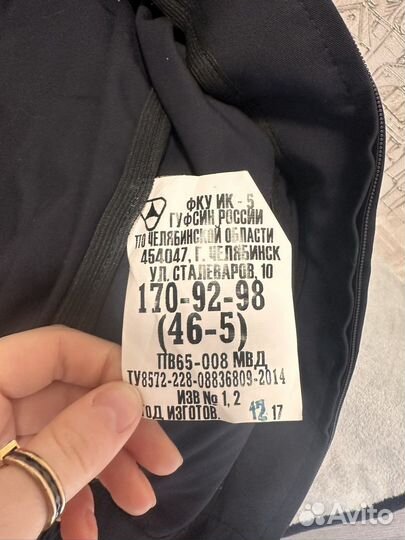 ФКУ ИК - 5
ГУФСИН РОССИИ
ПО ЧЕЛЯБИНСКОЙ ОБЛАСТИ
454047, Г. ЧЕЛЯБИНСК
УЛ. СТАЛЕВАРОВ, 10
170-92-98
(46-5)
ПВ65-008 МВД
ТУ8572-228-08836809-2014
ИЗВ № 1, 2
ГОД ИЗГОТОВ. 12 17
Avito